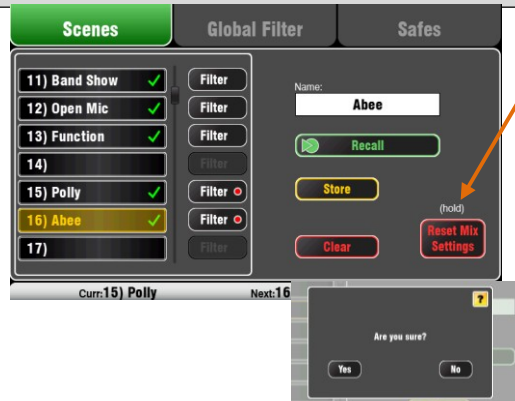 Scenes
Global Filter
Safes
11) Band Show
Filter
12) Open Mic
Filter
13) Function
Filter
14)
Filter
15) Polly
Filter
16) Abee
Filter
17)
Filter
Name:
Abee
Recall
Store
Clear
(hold)
Reset Mix
Settings
Curr:15) Polly
Next:16
?
Are you sure?
Yes
No